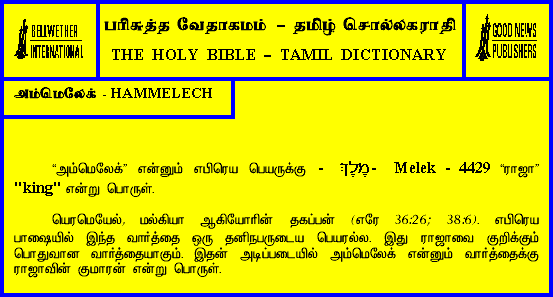 BELLWETHER
INTERNATIONAL
பரிசுத்த வேதாகமம் – தமிழ் சொல்லகராதி
THE HOLY BIBLE – TAMIL DICTIONARY
GOOD NEWS
PUBLISHERS
அம்மெலேக் - HAMMELECH
“அம்மெலேக்” என்னும் எபிரெய பெயருக்கு - מֶלֶךְ - Melek - 4429 “ராஜா”
"king" என்று பொருள்.
யெரமெயேல், மல்கியா ஆகியோரின் தகப்பன் (எரே 36:26; 38:6). எபிரெய
பாஷையில் இந்த வார்த்தை ஒரு தனிநபருடைய பெயரல்ல. இது ராஜாவை குறிக்கும்
பொதுவான வார்த்தையாகும். இதன் அடிப்படையில் அம்மெலேக் என்னும் வார்த்தைக்கு
ராஜாவின் குமாரன் என்று பொருள்.